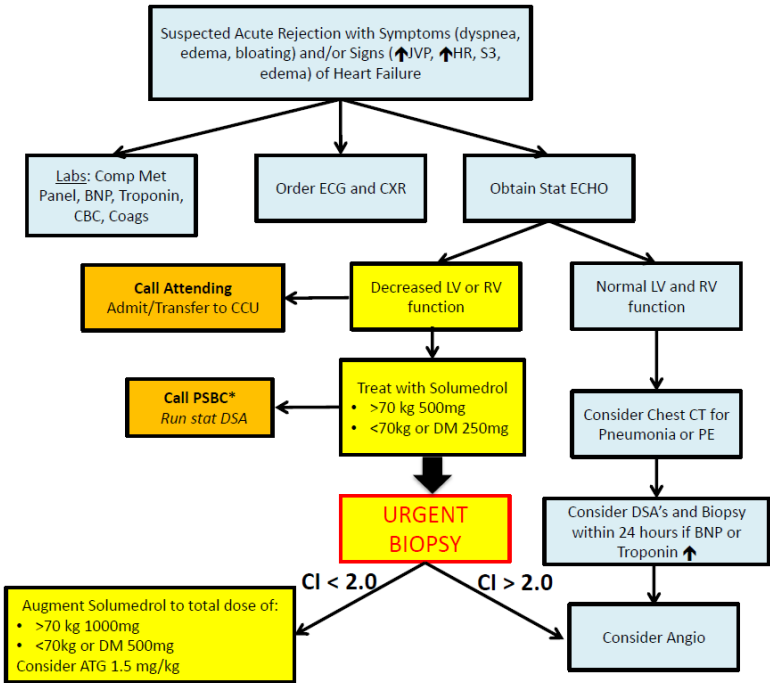 Suspected Acute Rejection with Symptoms (dyspnea,
edema, bloating) and/or Signs (🡅JVP, 🡅HR, S3,
edema) of Heart Failure
Labs: Comp Met
Panel, BNP, Troponin,
CBC, Coags
Order ECG and CXR
Obtain Stat ECHO
Call Attending
Admit/Transfer to CCU
Decreased LV or RV
function
Normal LV and RV
function
Call PSBC*
Run stat DSA
Treat with Solumedrol
• >70 kg 500mg
• <70kg or DM 250mg
Consider Chest CT for
Pneumonia or PE
URGENT
BIOPSY
Consider DSA's and Biopsy
within 24 hours if BNP or
Troponin 🡅
CI < 2.0
CI > 2.0
Augment Solumedrol to total dose of:
• >70 kg 1000mg
• <70kg or DM 500mg
Consider ATG 1.5 mg/kg
Consider Angio